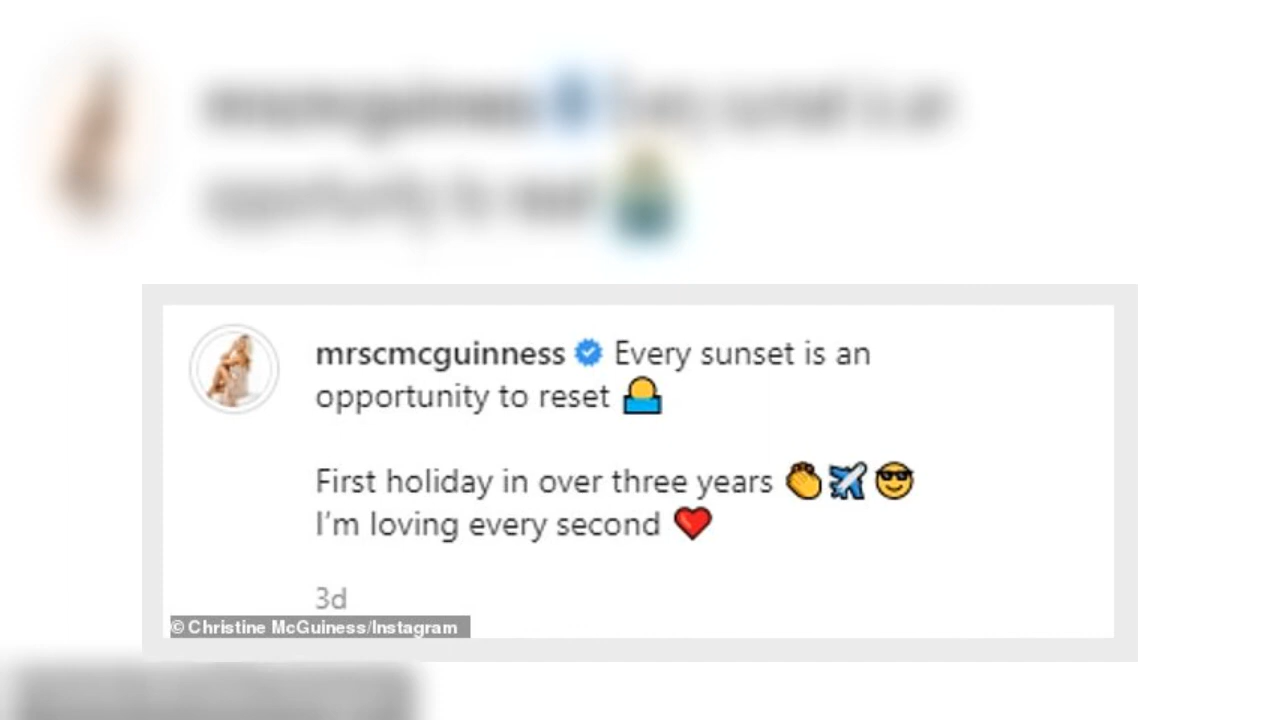 mrscmcguinness Every sunset is an
opportunity to reset 🌅
First holiday in over three years 👏✈️😎
I'm loving every second ❤️
3d
© Christine McGuiness/Instagram